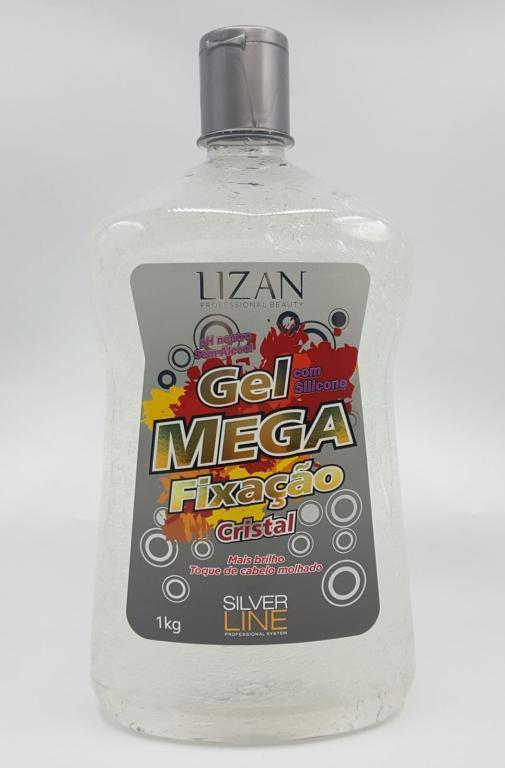 LIZAN
PROFESSIONAL BEAUTY
pH neutro
Sem Álcool
Gel
com
Silicone
MEGA
Fixação
Cristal
Mais brilho
Toque de cabelo molhado
SILVER
LINE
PROFESSIONAL SYSTEM
1kg